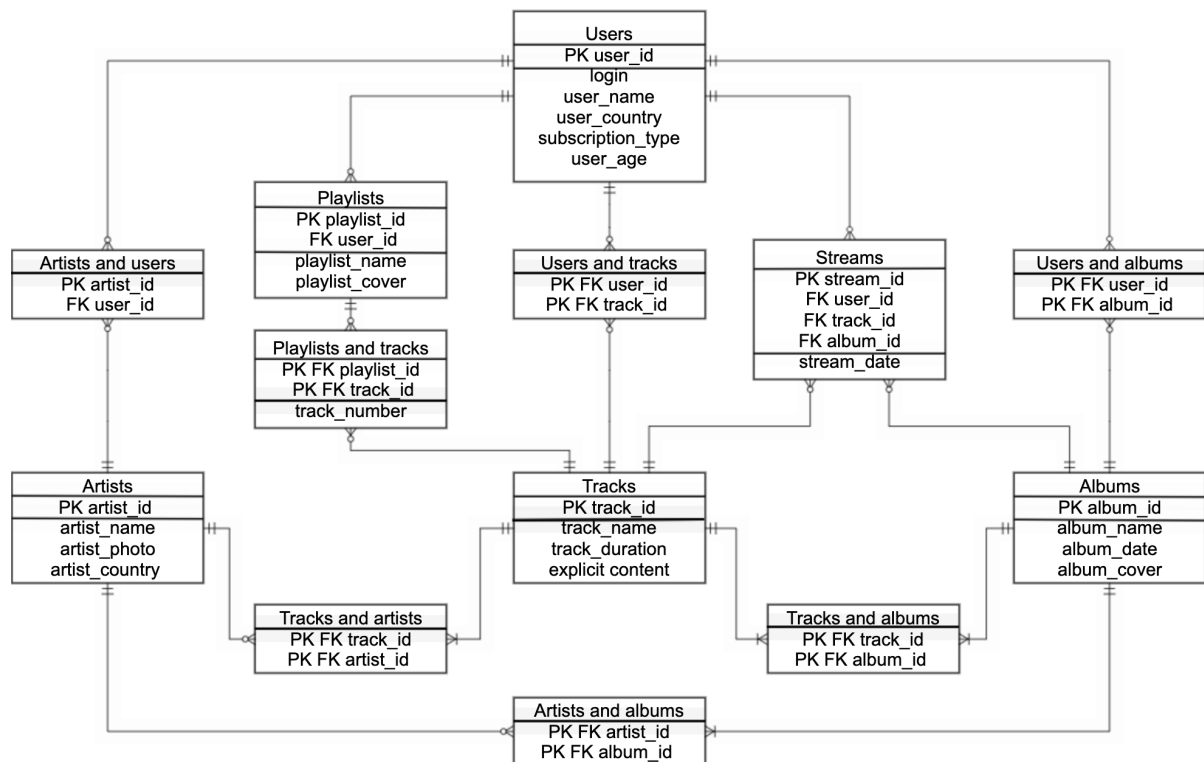 Users
PK user_id
login
user_name
user_country
subscription_type
user_age
Playlists
PK playlist_id
FK user_id
playlist_name
playlist_cover
Artists and users
PK artist_id
FK user_id
Users and tracks
PK FK user_id
PK FK track_id
Streams
PK stream_id
FK user_id
FK track_id
FK album_id
stream_date
Users and albums
PK FK user_id
PK FK album_id
Playlists and tracks
PK FK playlist_id
PK FK track_id
track_number
Artists
PK artist_id
artist_name
artist_photo
artist_country
Tracks
PK track_id
track_name
track_duration
explicit content
Albums
PK album_id
album_name
album_date
album_cover
Tracks and artists
PK FK track_id
PK FK artist_id
Tracks and albums
PK FK track_id
PK FK album_id
Artists and albums
PK FK artist_id
PK FK album_id